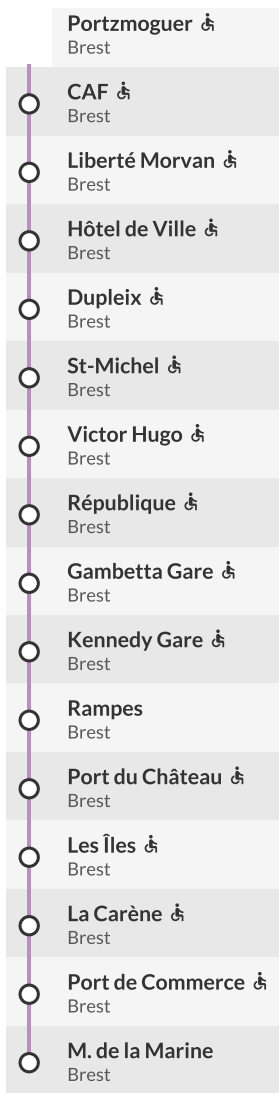 Portzmoguer
Brest
CAF
Brest
Liberté Morvan
Brest
Hôtel de Ville
Brest
Dupleix
Brest
St-Michel
Brest
Victor Hugo
Brest
République
Brest
Gambetta Gare
Brest
Kennedy Gare
Brest
Rampes
Brest
Port du Château
Brest
Les Îles
Brest
La Carène
Brest
Port de Commerce
Brest
M. de la Marine
Brest